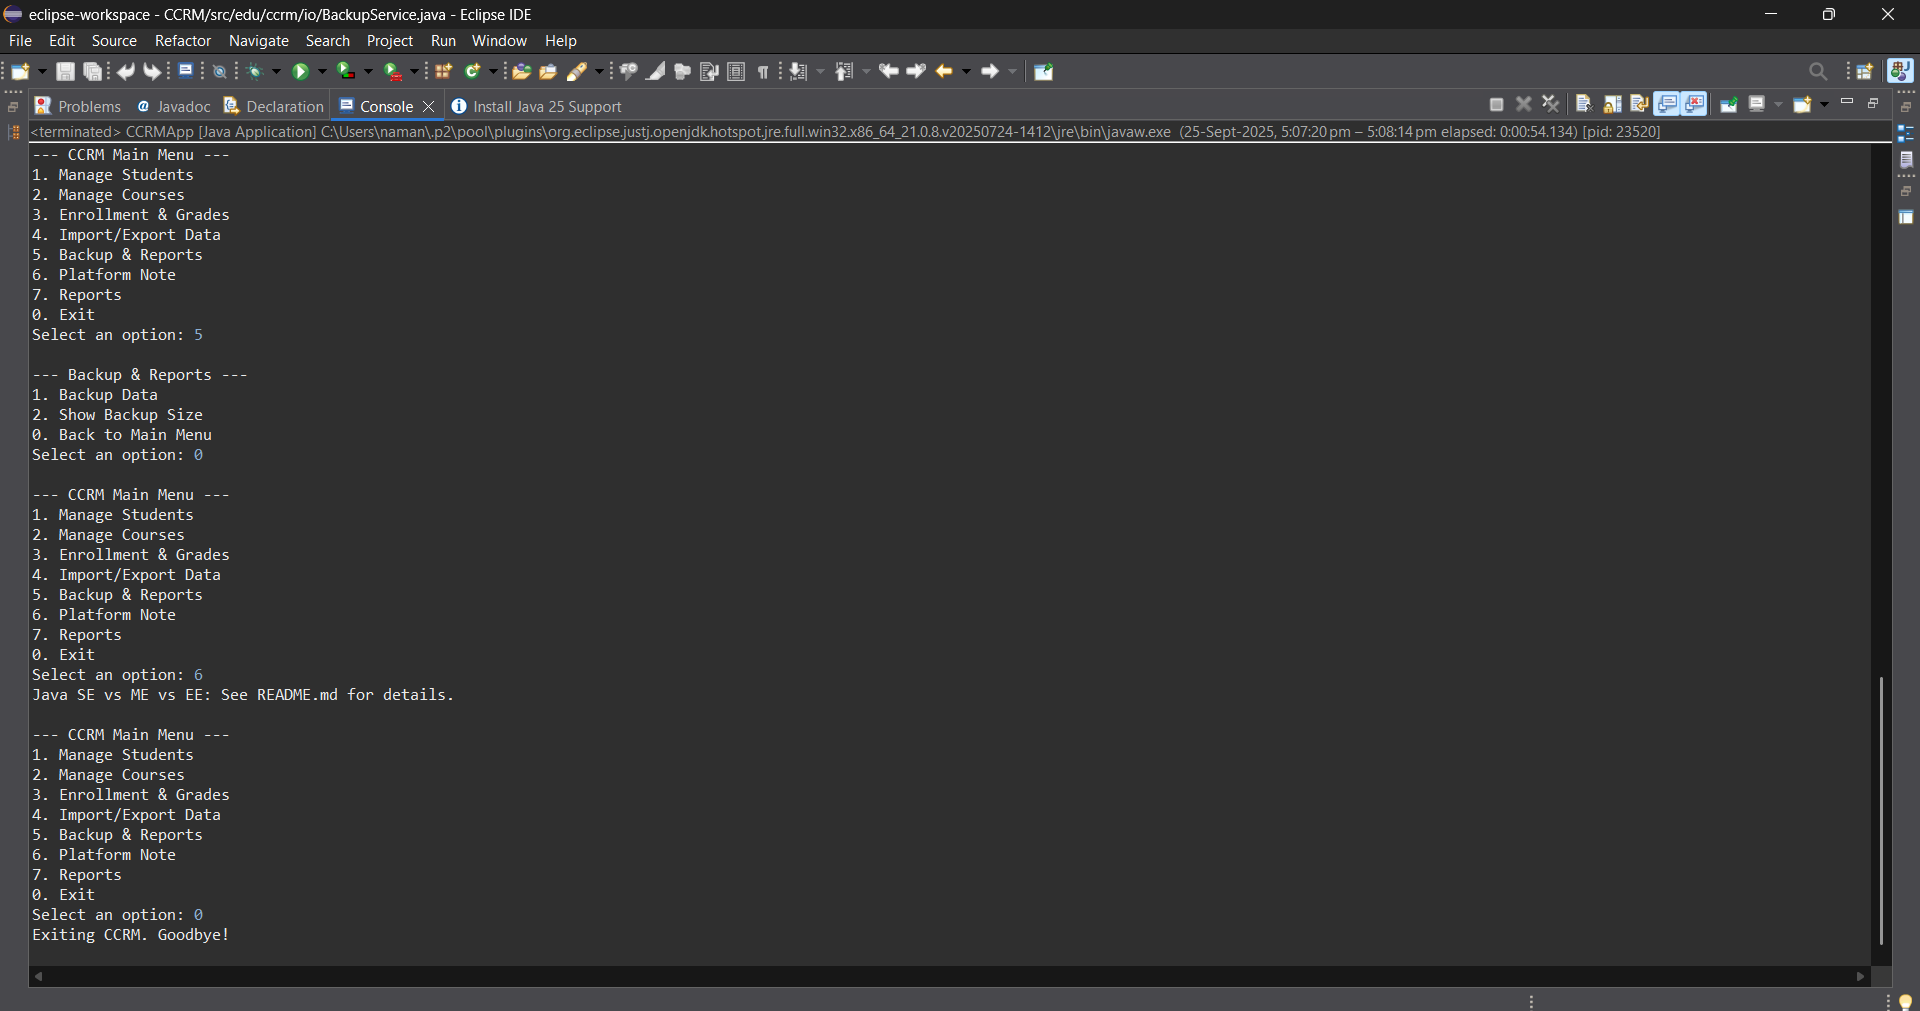 eclipse-workspace - CCRM/src/edu/ccrm/io/BackupService.java - Eclipse IDE
File Edit Source Refactor Navigate Search Project Run Window Help
Problems @ Javadoc Declaration Console Install Java 25 Support
<terminated> CCRMApp [Java Application] C:\Users\naman\.p2\pool\plugins\org.eclipse.justj.openjdk.hotspot.jre.full.win32.x86_64_21.0.8.v20250724-1412\jre\bin\javaw.exe (25-Sept-2025, 5:07:20 pm – 5:08:14 pm elapsed: 0:00:54.134) [pid: 23520]
--- CCRM Main Menu ---
1. Manage Students
2. Manage Courses
3. Enrollment & Grades
4. Import/Export Data
5. Backup & Reports
6. Platform Note
7. Reports
0. Exit
Select an option: 5
--- Backup & Reports ---
1. Backup Data
2. Show Backup Size
0. Back to Main Menu
Select an option: 0
--- CCRM Main Menu ---
1. Manage Students
2. Manage Courses
3. Enrollment & Grades
4. Import/Export Data
5. Backup & Reports
6. Platform Note
7. Reports
0. Exit
Select an option: 6
Java SE vs ME vs EE: See README.md for details.
--- CCRM Main Menu ---
1. Manage Students
2. Manage Courses
3. Enrollment & Grades
4. Import/Export Data
5. Backup & Reports
6. Platform Note
7. Reports
0. Exit
Select an option: 0
Exiting CCRM. Goodbye!